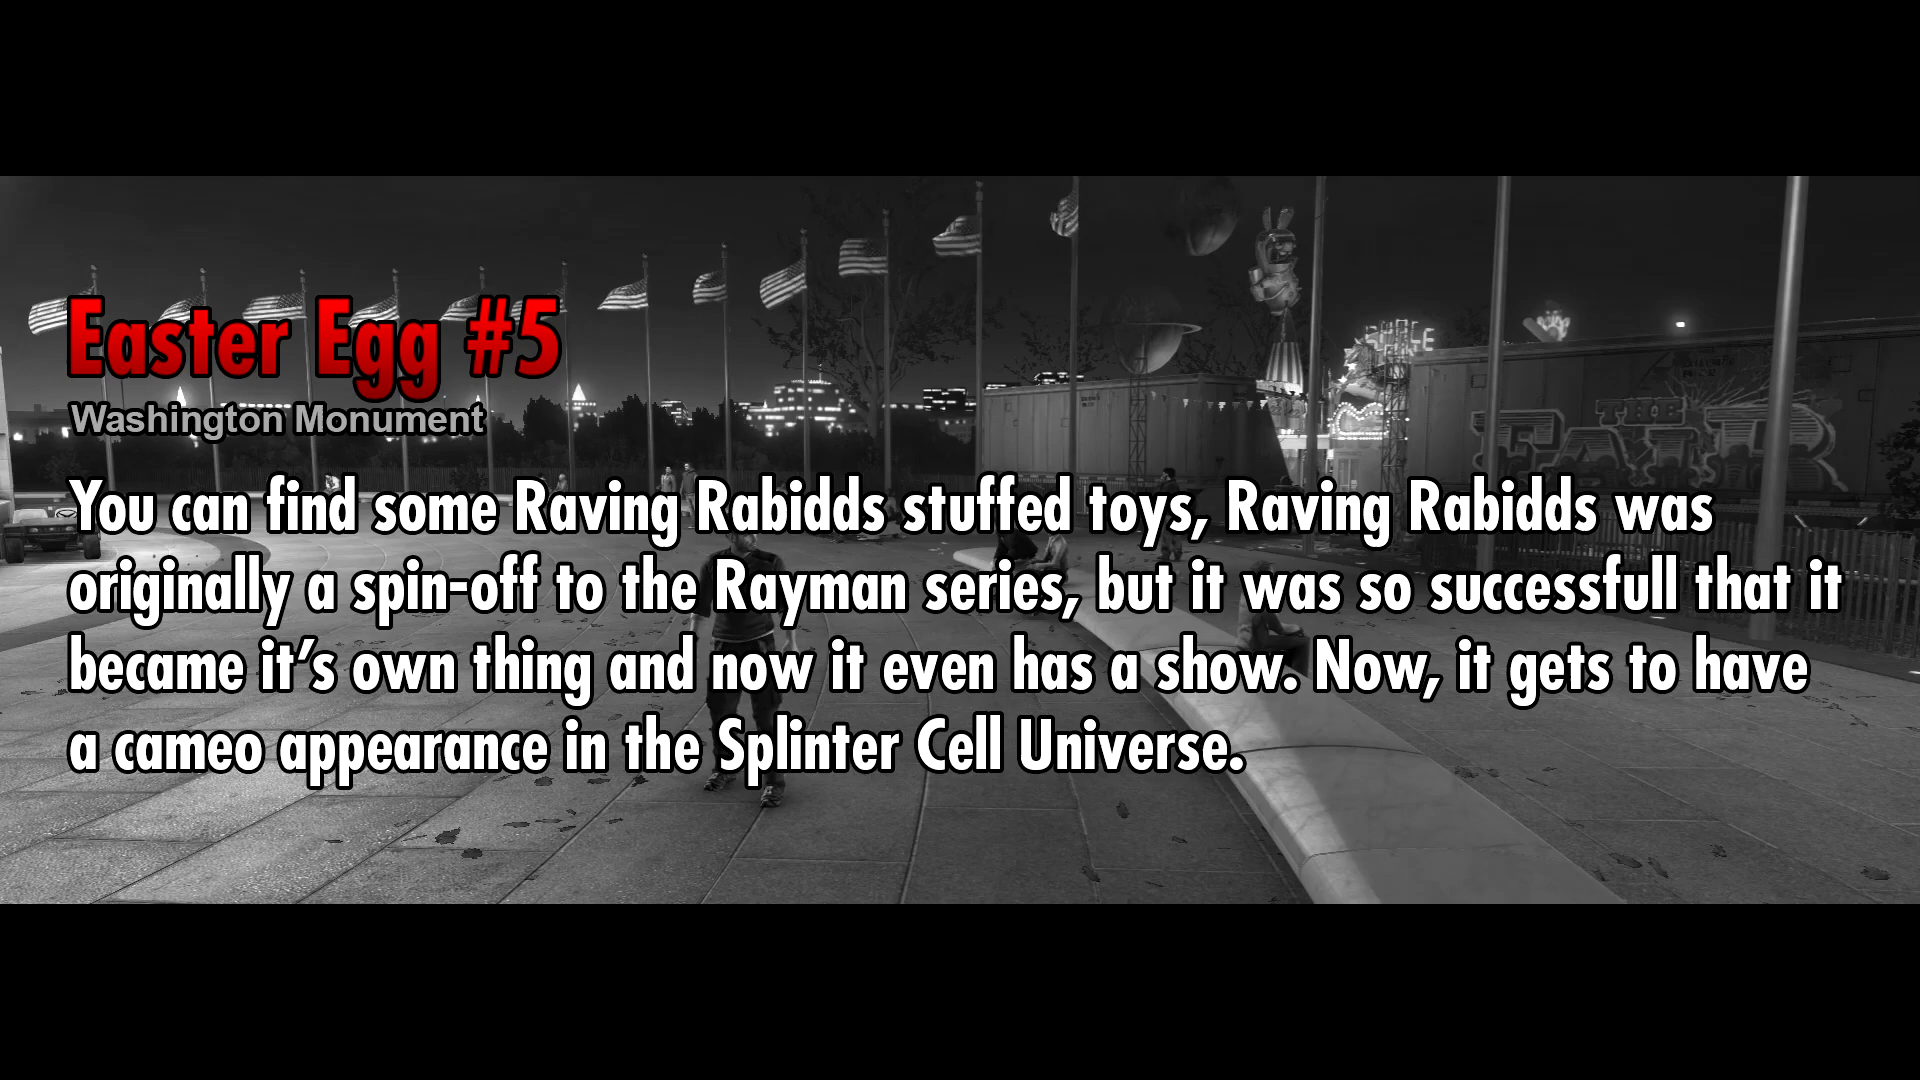 Easter Egg #5
Washington Monument
THE
FAIR
You can find some Raving Rabidds stuffed toys, Raving Rabidds was
originally a spin-off to the Rayman series, but it was so successfull that it
became it’s own thing and now it even has a show. Now, it gets to have
a cameo appearance in the Splinter Cell Universe.